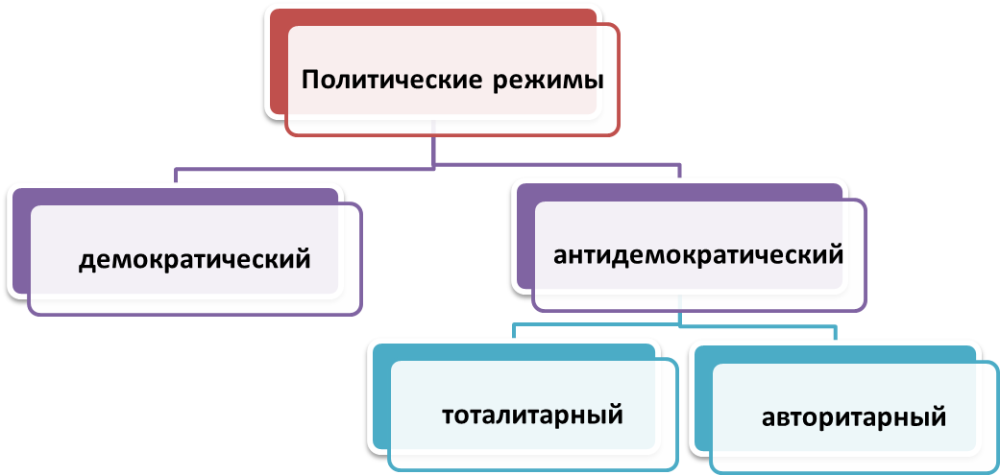 Политические режимы
демократический
антидемократический
тоталитарный
авторитарный